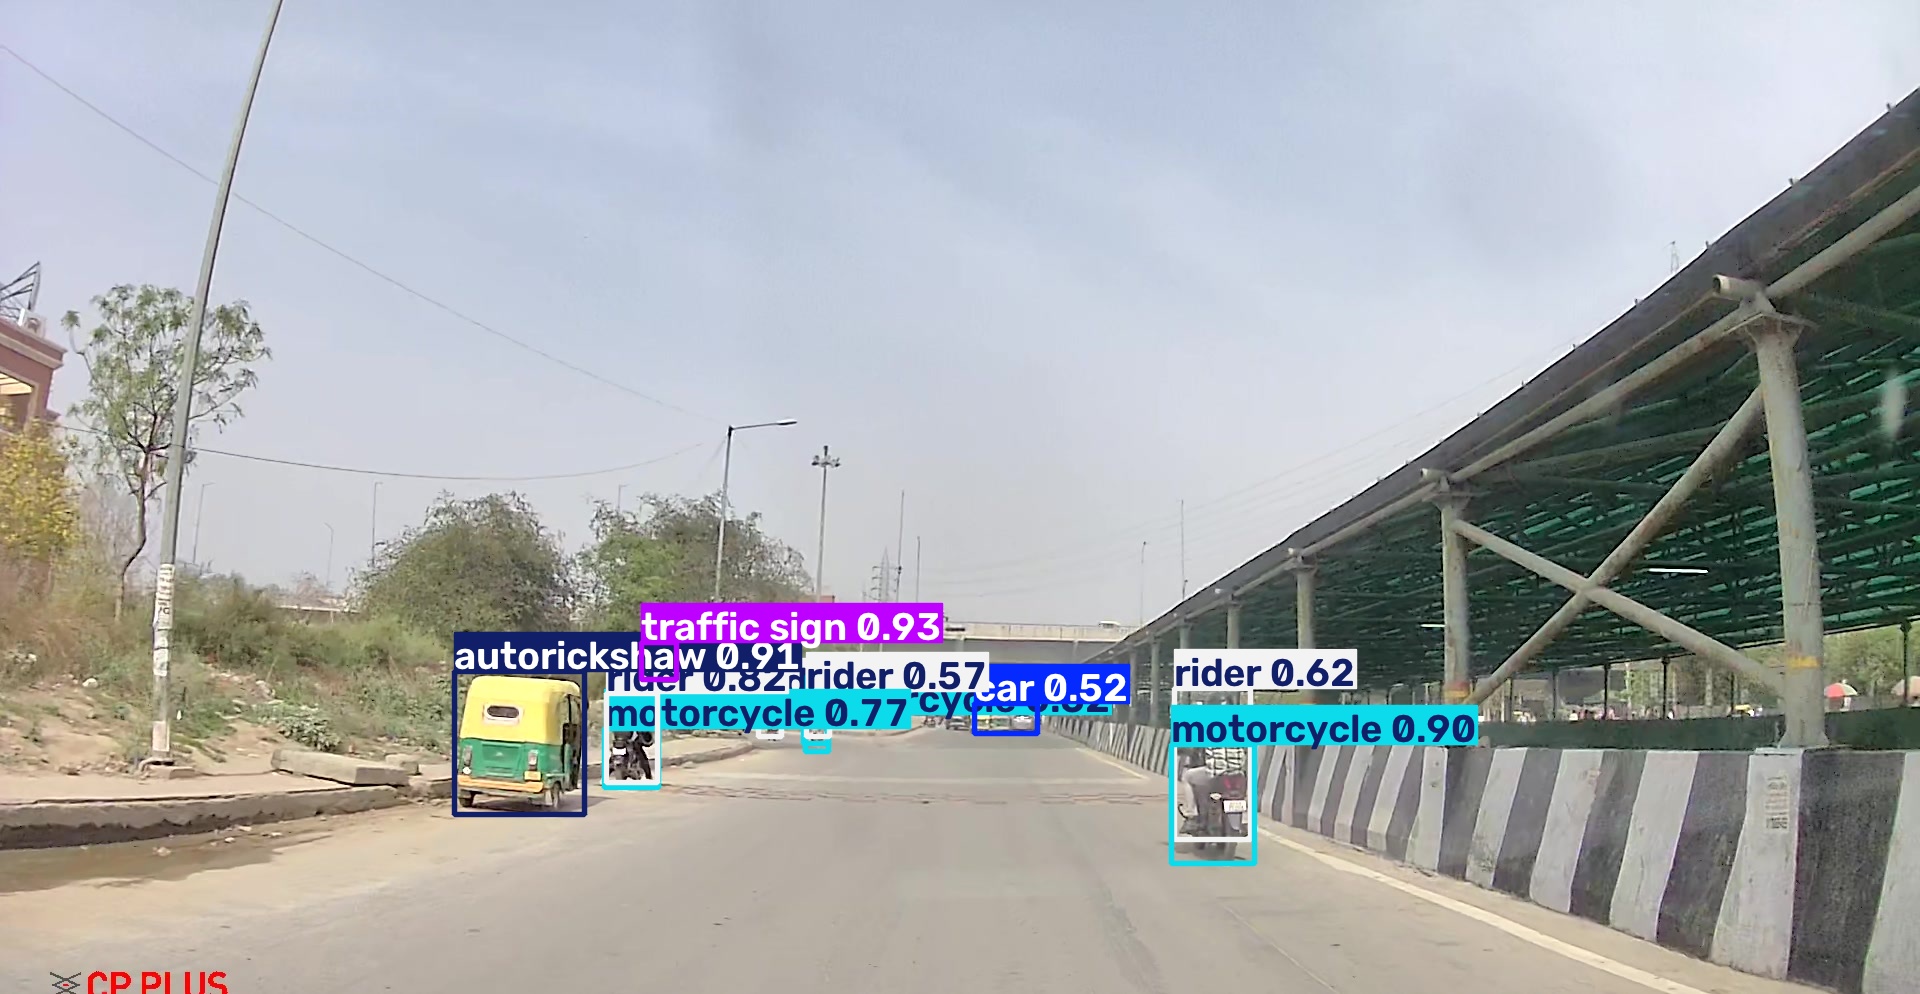 traffic sign 0.93
autorickshaw 0.91
rider 0.82
rider 0.57
rider 0.62
car 0.52
motorcycle 0.77
motorcycle 0.90
CP PLUS